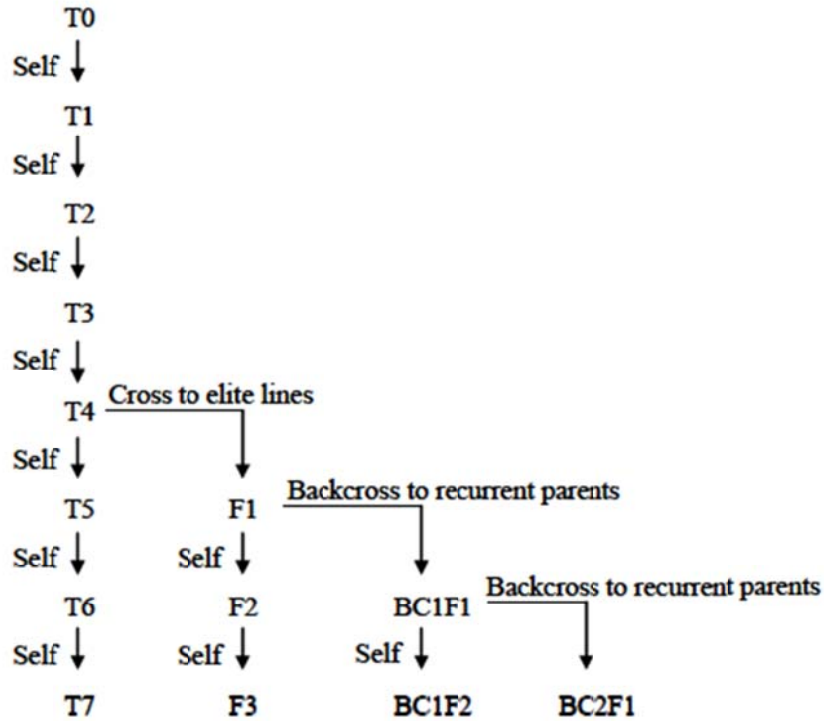 T0
Self
T1
Self
T2
Self
T3
Self
Cross to elite lines
T4
Self
Backcross to recurrent parents
T5 F1
Self Self
Backcross to recurrent parents
T6 F2 BC1F1
Self Self Self
T7 F3 BC1F2 BC2F1